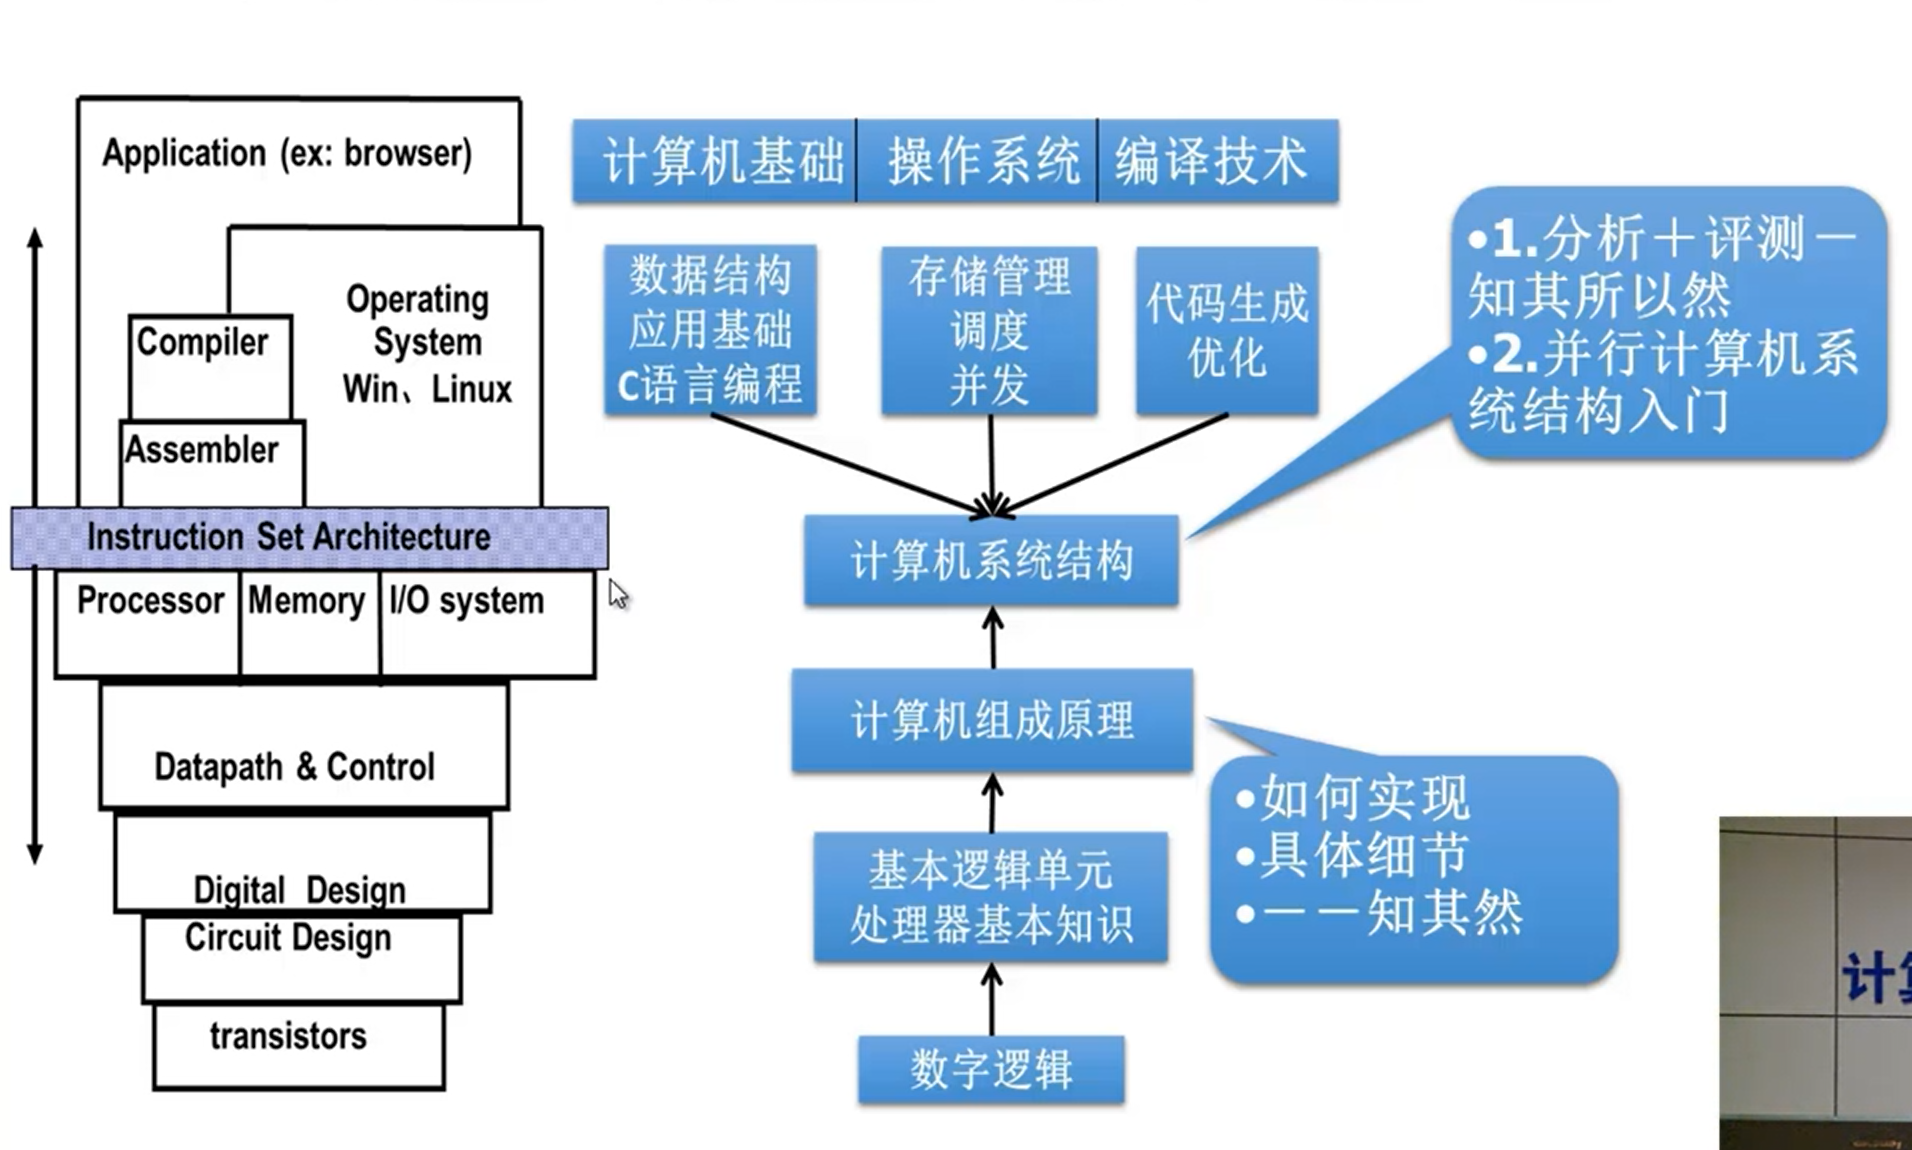 Application (ex: browser)
Operating
System
Win、Linux
Compiler
Assembler
Instruction Set Architecture
Processor
Memory
I/O system
Datapath & Control
Digital Design
Circuit Design
transistors
计算机基础
操作系统
编译技术
数据结构
应用基础
C语言编程
存储管理
调度
并发
代码生成
优化
•1.分析＋评测－
知其所以然
•2.并行计算机系
统结构入门
计算机系统结构
计算机组成原理
•如何实现
•具体细节
•－－知其然
基本逻辑单元
处理器基本知识
数字逻辑
计